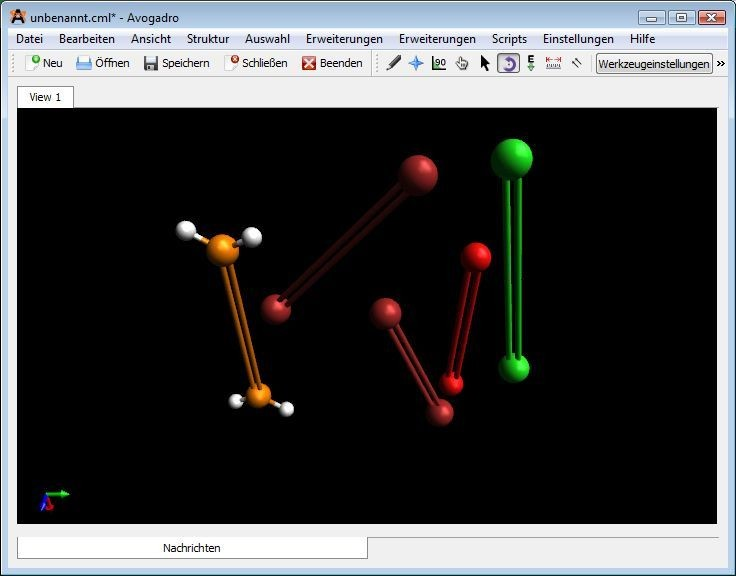 unbenannt.cml* - Avogadro
Datei Bearbeiten Ansicht Struktur Auswahl Erweiterungen Erweiterungen Scripts Einstellungen Hilfe
Neu Öffnen Speichern Schließen Beenden 90 E Werkzeugeinstellungen »
View 1
Nachrichten